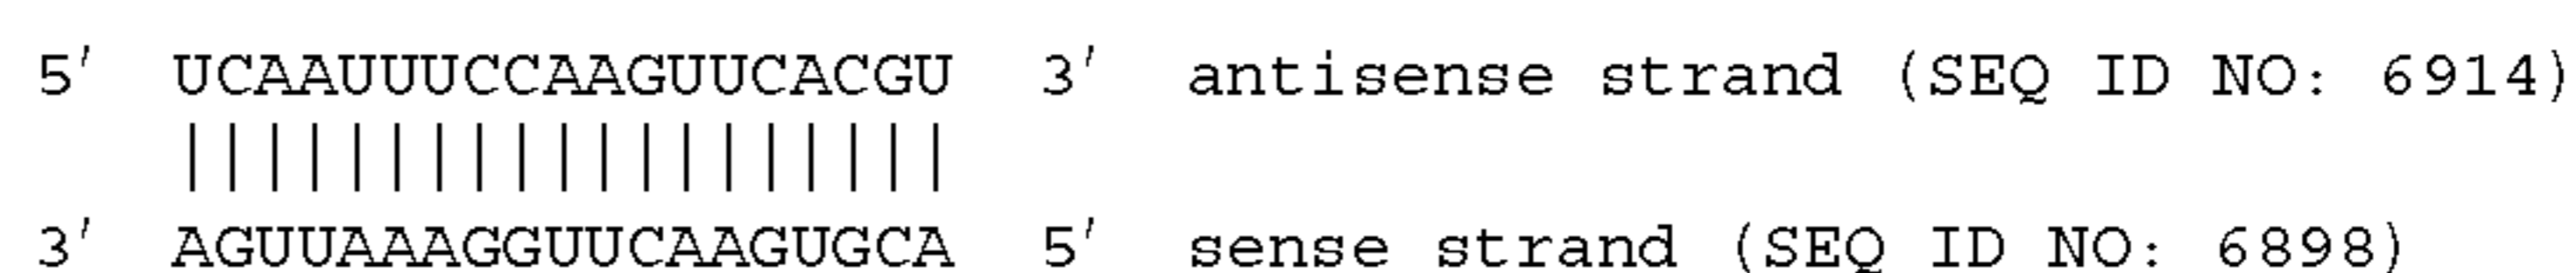 5′ UCAAUUUCCAAGUUCACGU 3′ antisense strand (SEQ ID NO: 6914)
|||||||||||||||||||
3′ AGUUAAAGGUUCAAGUGCA 5′ sense strand (SEQ ID NO: 6898)